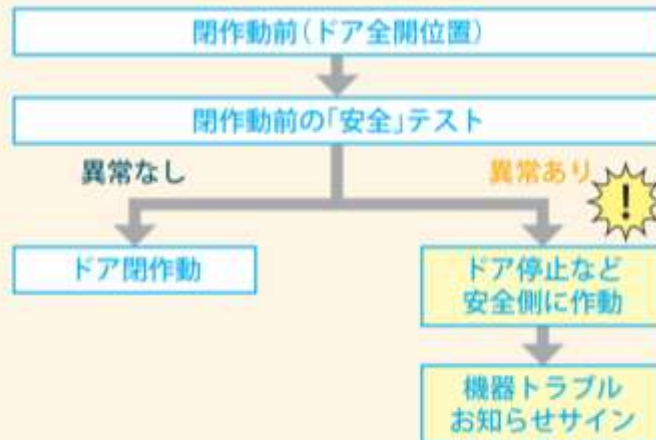 閉作動前(ドア全開位置)
閉作動前の「安全」テスト
異常なし
異常あり
!
ドア閉作動
ドア停止など
安全側に作動
機器トラブル
お知らせサイン